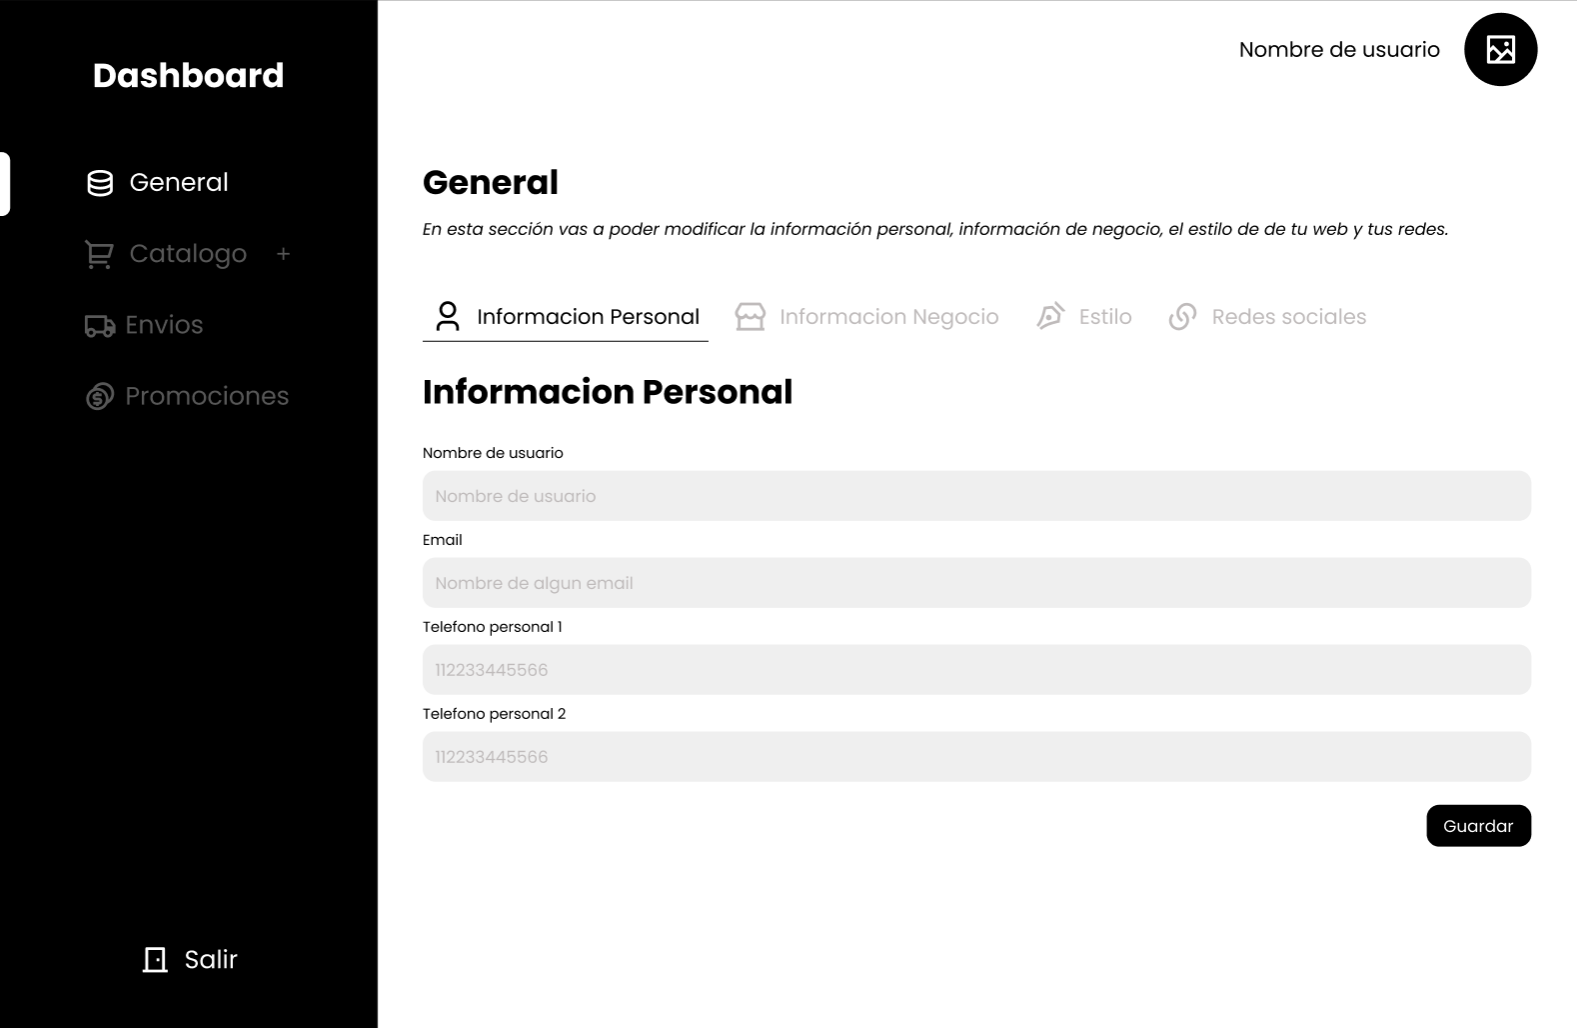 Dashboard
General
Catalogo +
Envios
Promociones
Salir
Nombre de usuario
General
En esta sección vas a poder modificar la información personal, información de negocio, el estilo de de tu web y tus redes.
Informacion Personal Informacion Negocio Estilo Redes sociales
Informacion Personal
Nombre de usuario
Nombre de usuario
Email
Nombre de algun email
Telefono personal 1
112233445566
Telefono personal 2
112233445566
Guardar